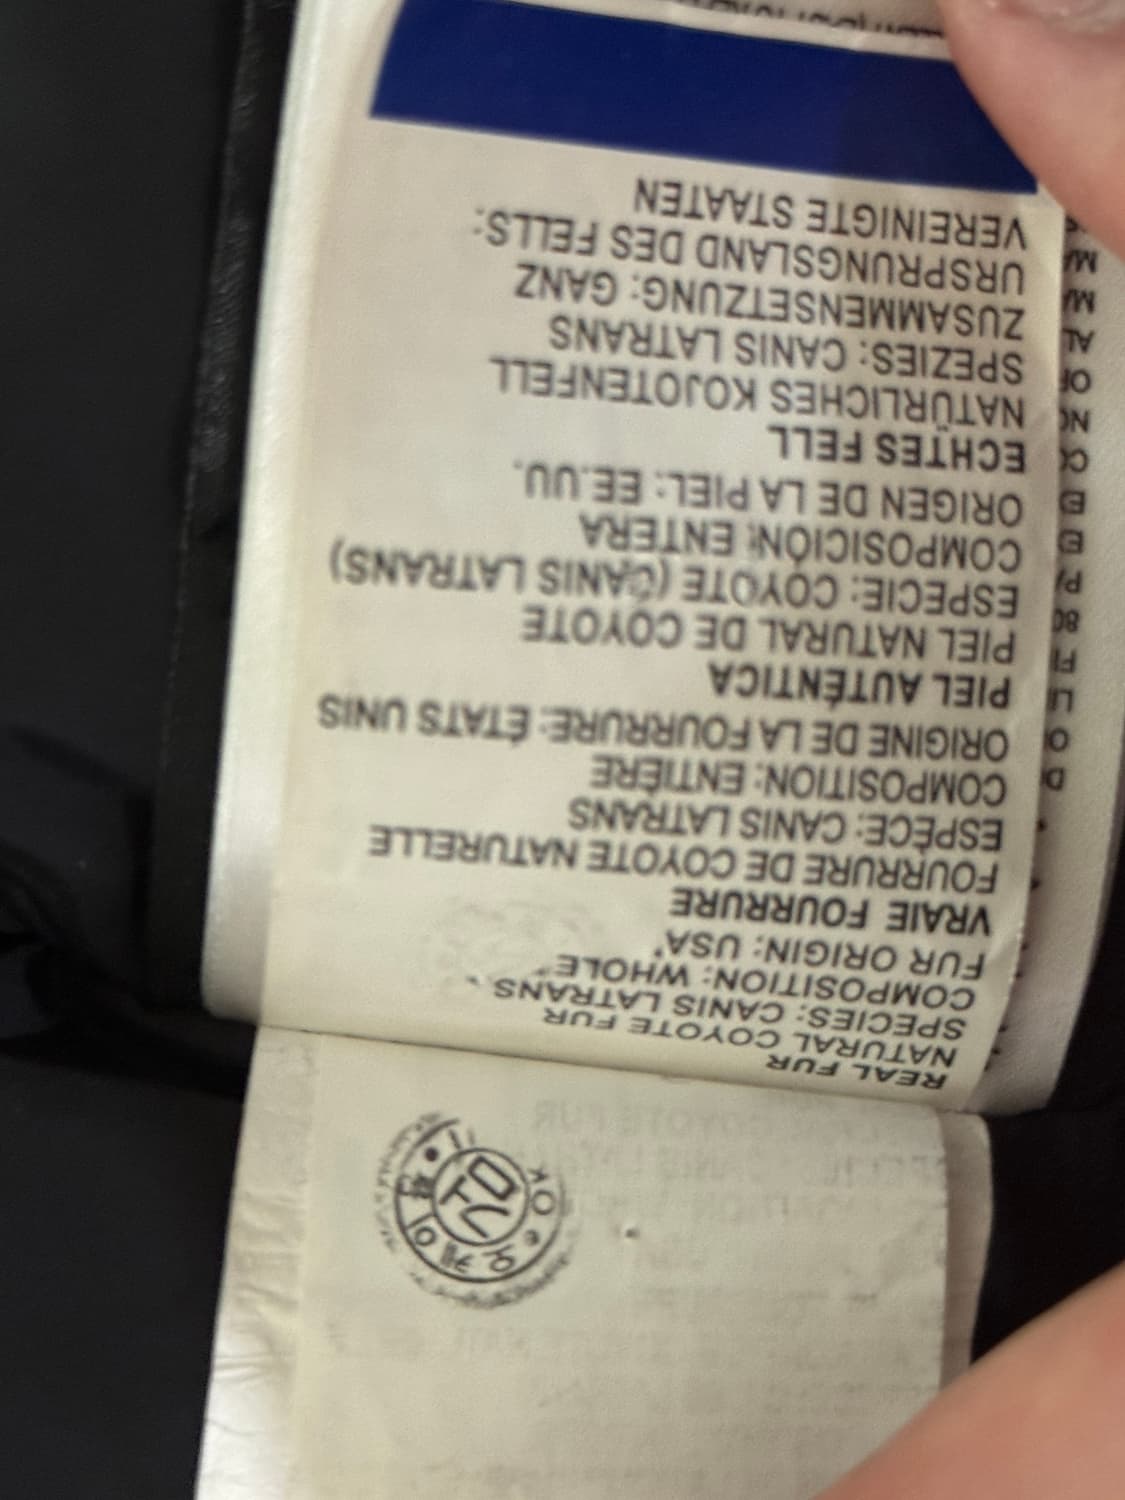 REAL FUR
NATURAL COYOTE FUR
SPECIES: CANIS LATRANS
COMPOSITION: WHOLE
FUR ORIGIN: USA
VRAIE FOURRURE
FOURRURE DE COYOTE NATURELLE
ESPÈCE: CANIS LATRANS
COMPOSITION: ENTIÈRE
ORIGINE DE LA FOURRURE: ÉTATS UNIS
PIEL AUTÉNTICA
PIEL NATURAL DE COYOTE
ESPECIE: COYOTE (CANIS LATRANS)
COMPOSICIÓN: ENTERA
ORIGEN DE LA PIEL: EE.UU.
ECHTES FELL
NATÜRLICHES KOJOTENFELL
SPEZIES: CANIS LATRANS
ZUSAMMENSETZUNG: GANZ
URSPRUNGSLAND DES FELLS:
VEREINIGTE STAATEN
OK